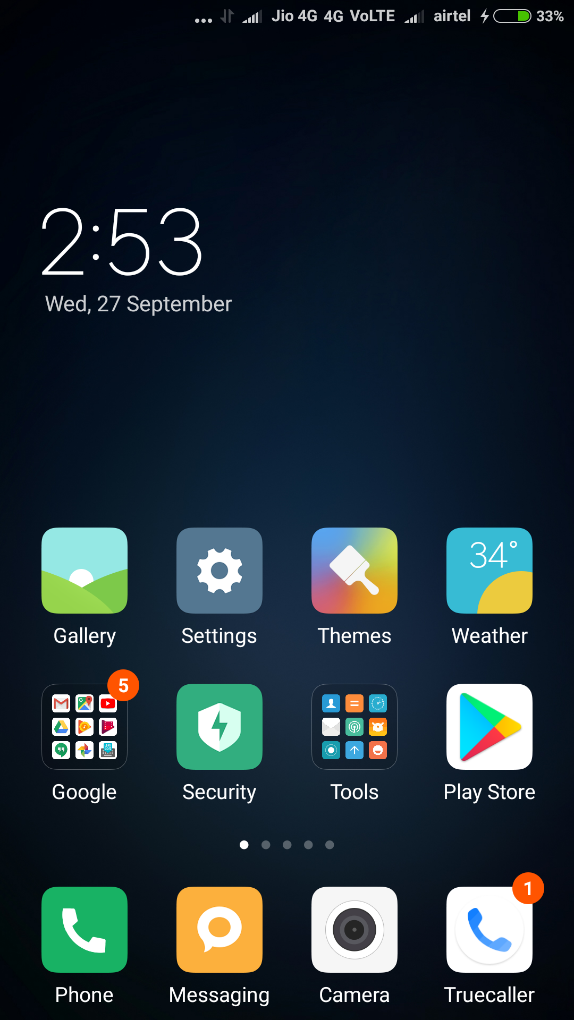 ... Jio 4G 4G VoLTE airtel 33%
2:53
Wed, 27 September
34°
Gallery Settings Themes Weather
5
Google Security Tools Play Store
1
Phone Messaging Camera Truecaller